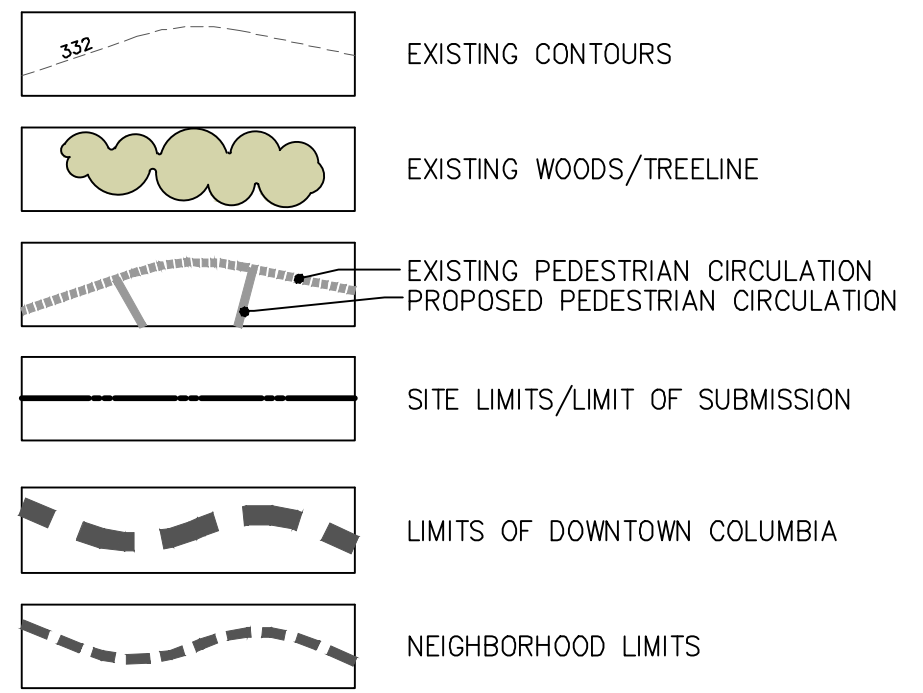 332
EXISTING CONTOURS
EXISTING WOODS/TREELINE
EXISTING PEDESTRIAN CIRCULATION
PROPOSED PEDESTRIAN CIRCULATION
SITE LIMITS/LIMIT OF SUBMISSION
LIMITS OF DOWNTOWN COLUMBIA
NEIGHBORHOOD LIMITS